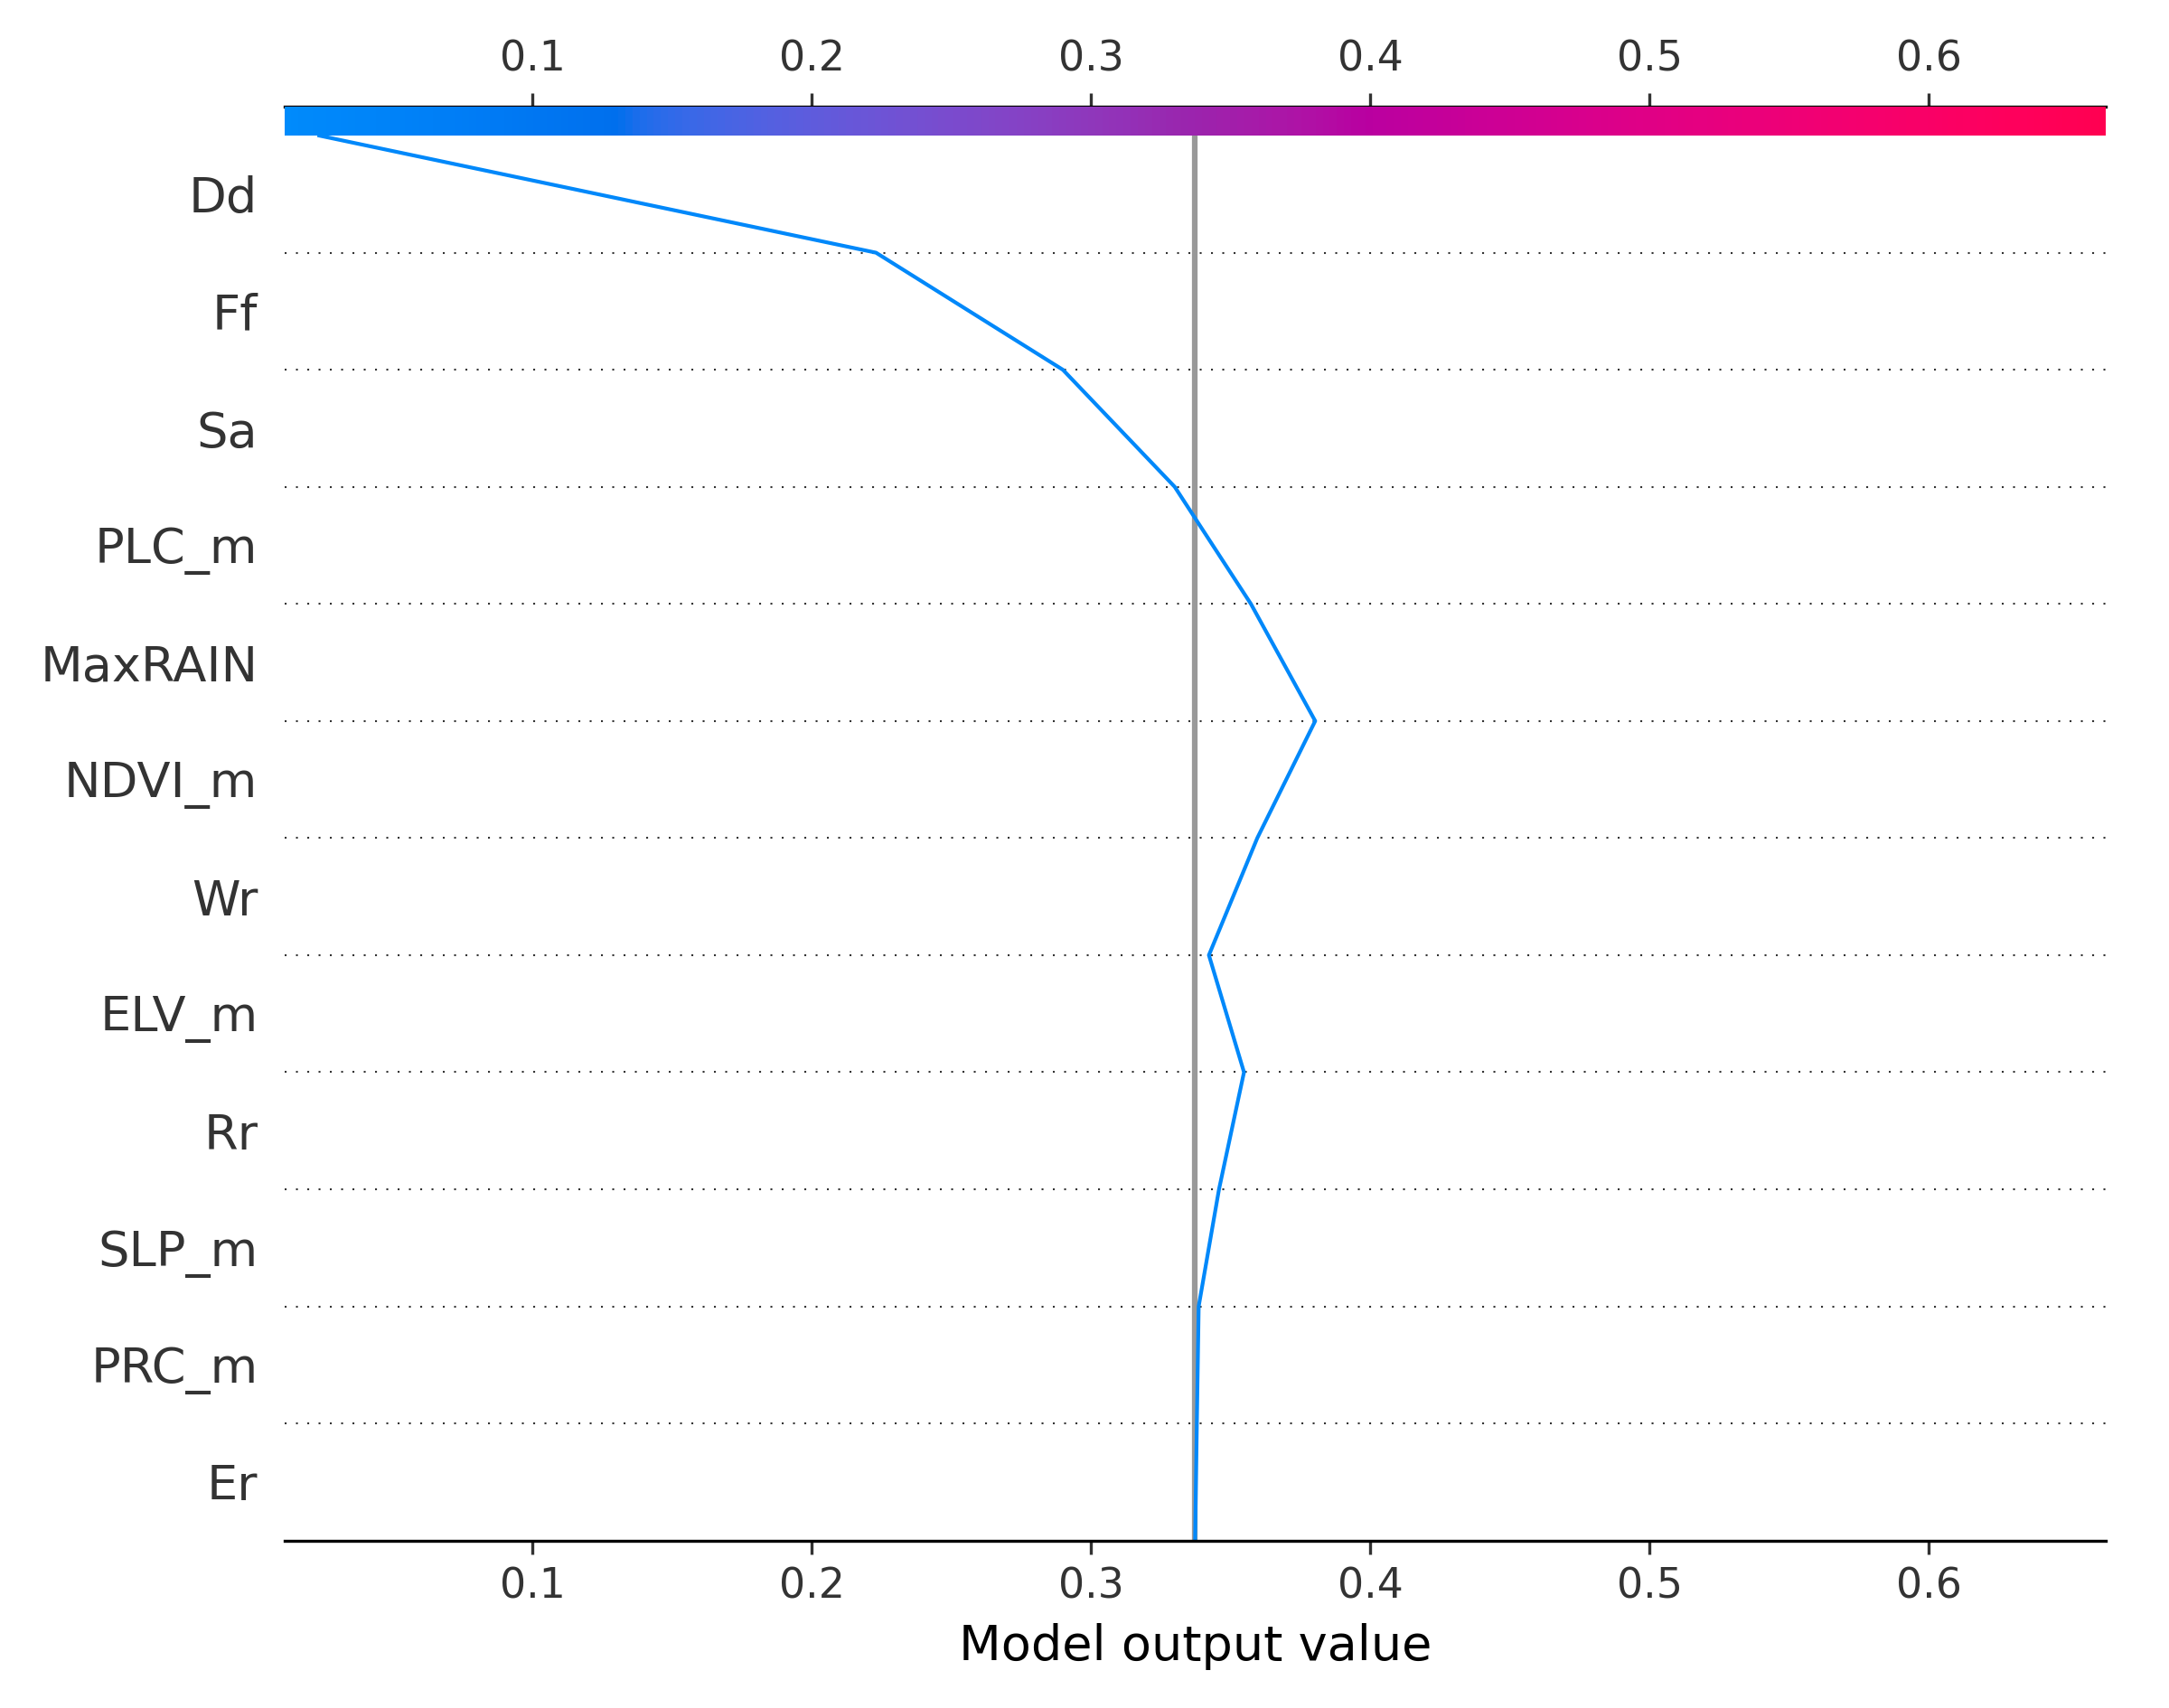 0.1 0.2 0.3 0.4 0.5 0.6
Dd
Ff
Sa
PLC_m
MaxRAIN
NDVI_m
Wr
ELV_m
Rr
SLP_m
PRC_m
Er
0.1 0.2 0.3 0.4 0.5 0.6
Model output value